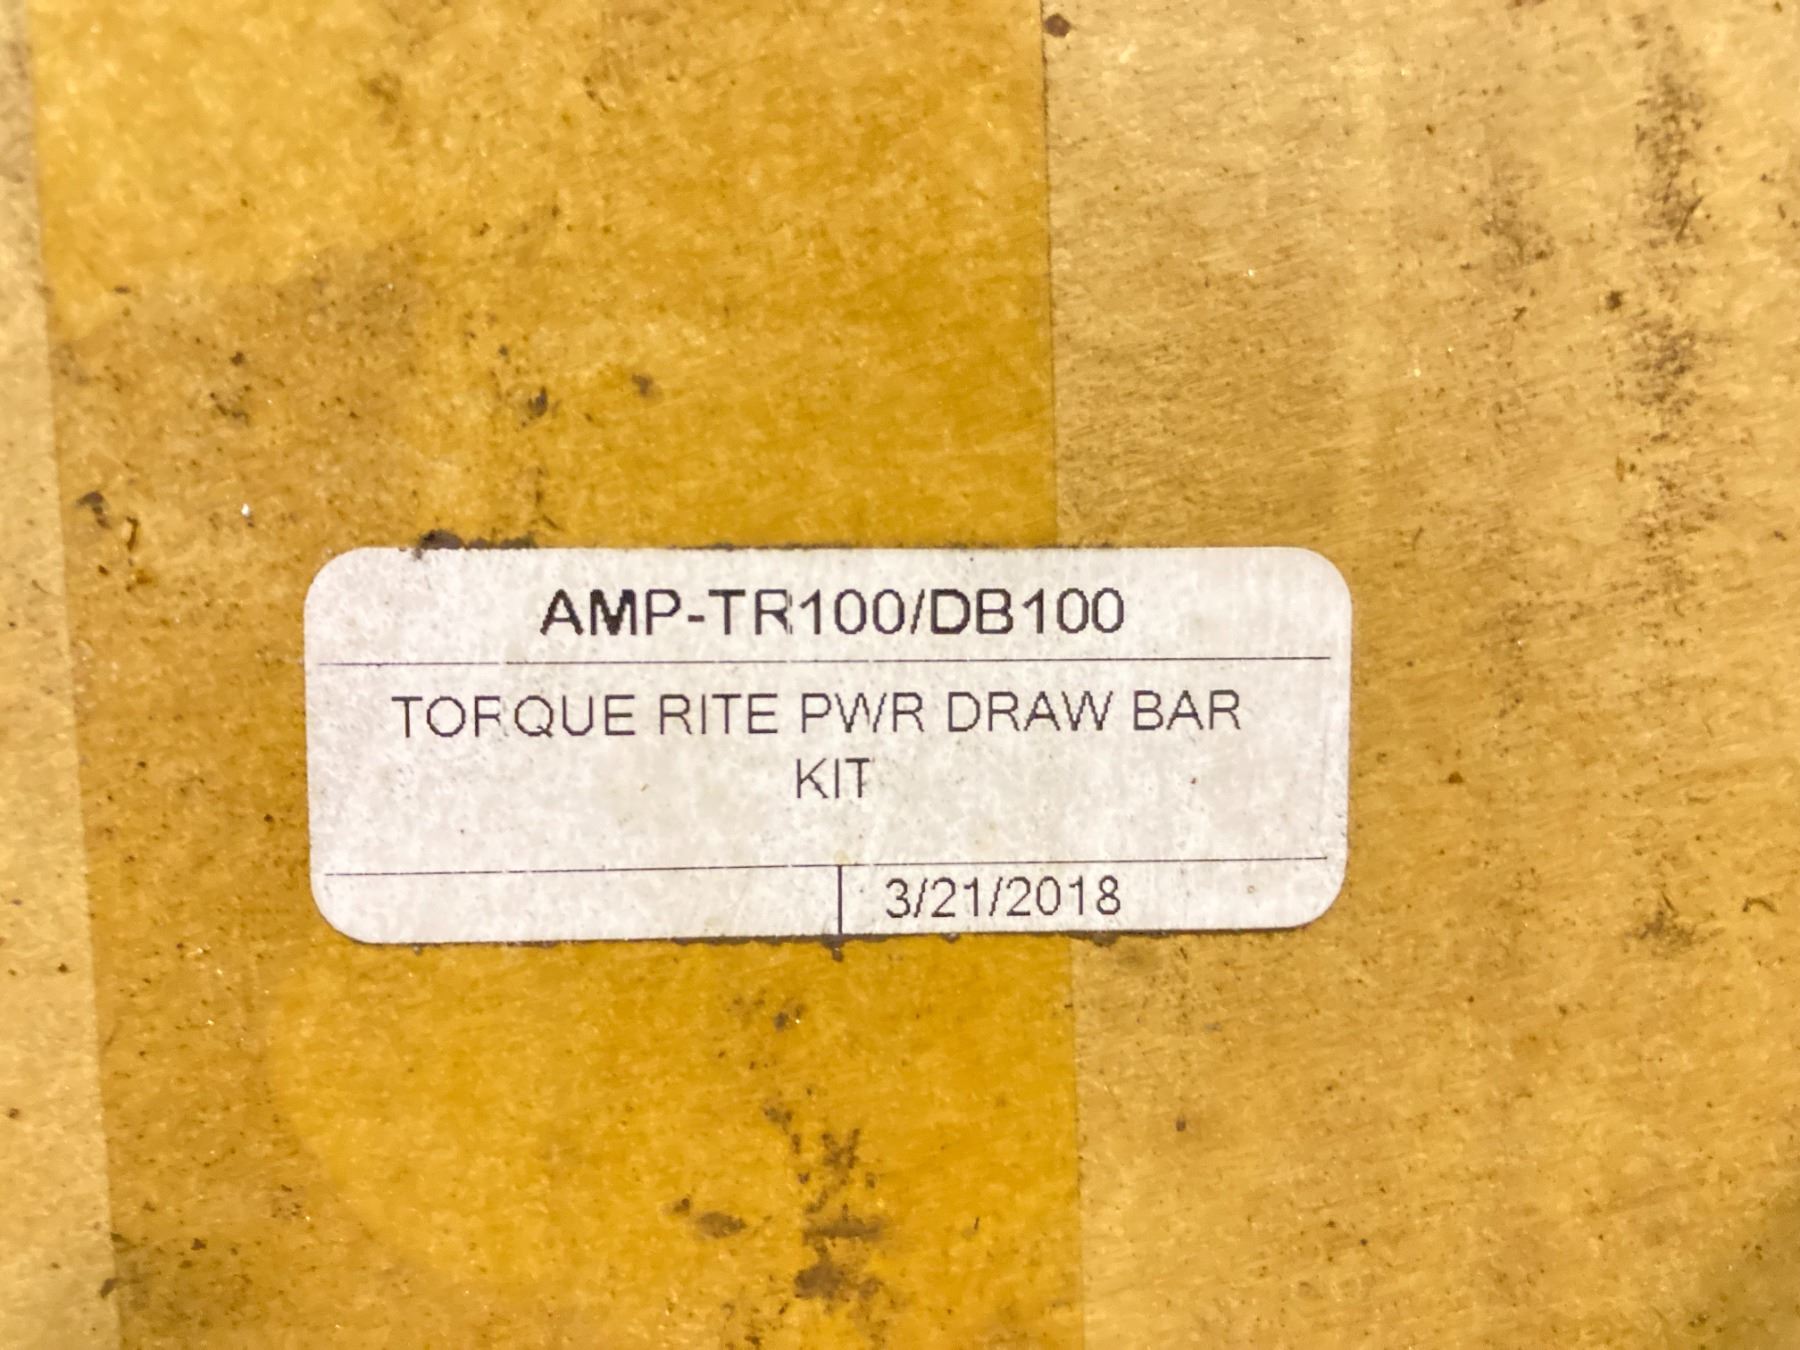 AMP-TR100/DB100
TORQUE RITE PWR DRAW BAR
KIT
3/21/2018